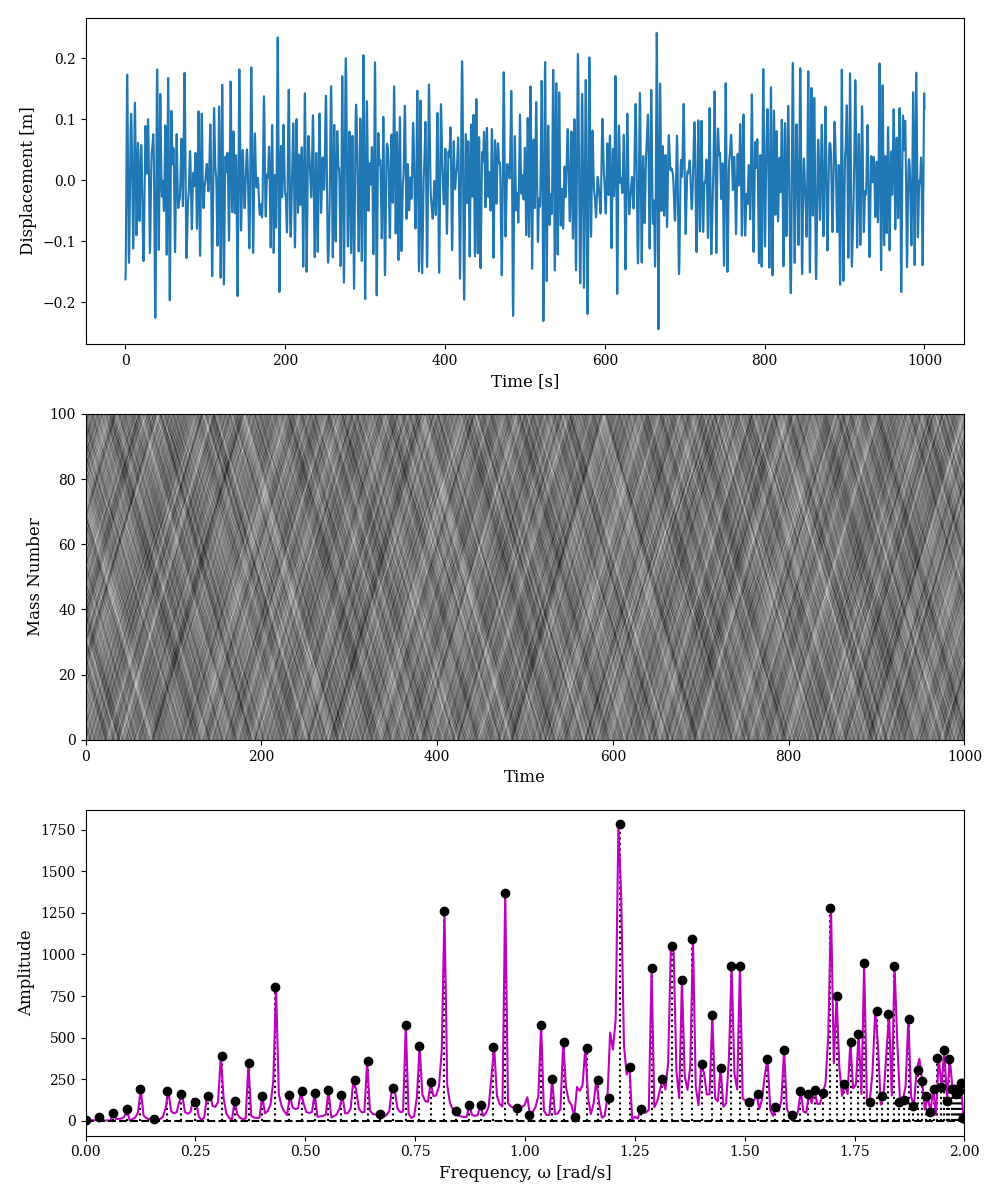 0.2
0.1
0.0
−0.1
−0.2
Displacement [m]
0 200 400 600 800 1000
Time [s]
100
80
60
40
20
0
Mass Number
0 200 400 600 800 1000
Time
1750
1500
1250
1000
750
500
250
0
Amplitude
0.00 0.25 0.50 0.75 1.00 1.25 1.50 1.75 2.00
Frequency, ω [rad/s]